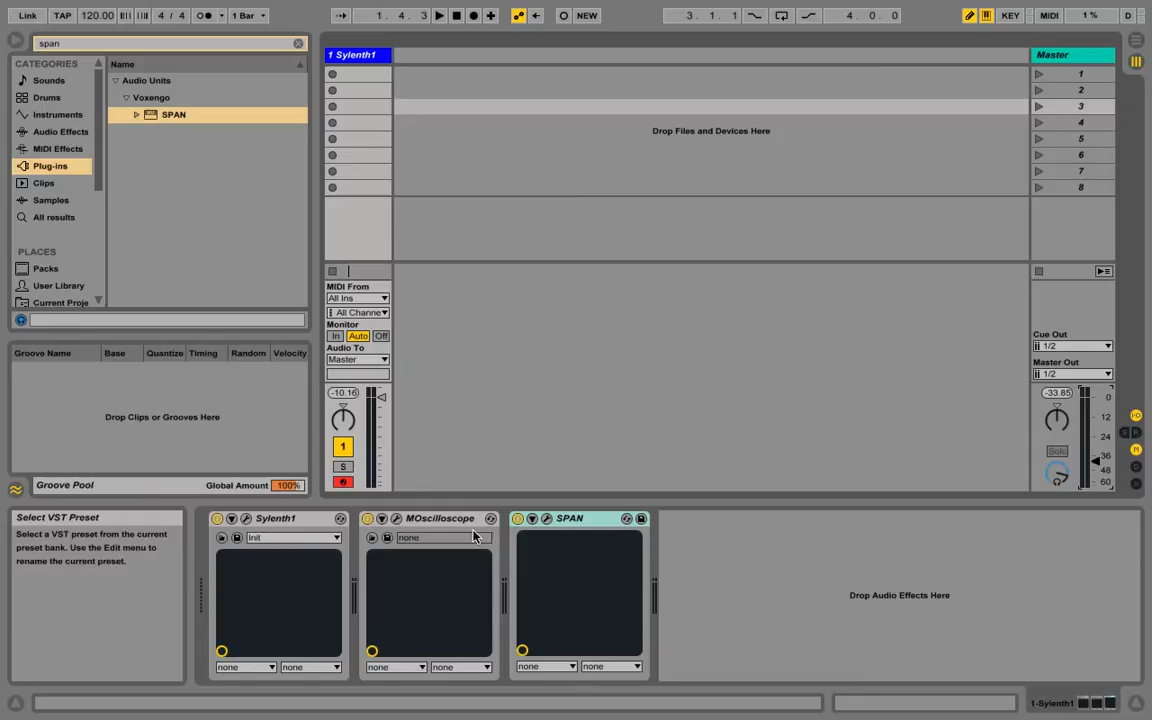 Link TAP 120.00 4 / 4 1 Bar 1. 4. 3 NEW 3. 1. 1 4. 0. 0 KEY MIDI 1 % D
span
CATEGORIES
Sounds
Drums
Instruments
Audio Effects
MIDI Effects
Plug-ins
Clips
Samples
All results
PLACES
Packs
User Library
Current Proje
Name
Audio Units
Voxengo
SPAN
Groove Name Base Quantize Timing Random Velocity
Drop Clips or Grooves Here
Groove Pool Global Amount 100%
1 Sylenth1
Drop Files and Devices Here
MIDI From
All Ins
All Channe
Monitor
In Auto Off
Audio To
Master
-10.16
1
S
Master
1
2
3
4
5
6
7
8
Cue Out
1/2
Master Out
1/2
-33.85
0
12
24
36
48
60
Solo
Select VST Preset
Select a VST preset from the current
preset bank. Use the Edit menu to
rename the current preset.
Sylenth1
Init
none none
MOscilloscope
none
none none
SPAN
none none
Drop Audio Effects Here
1-Sylenth1